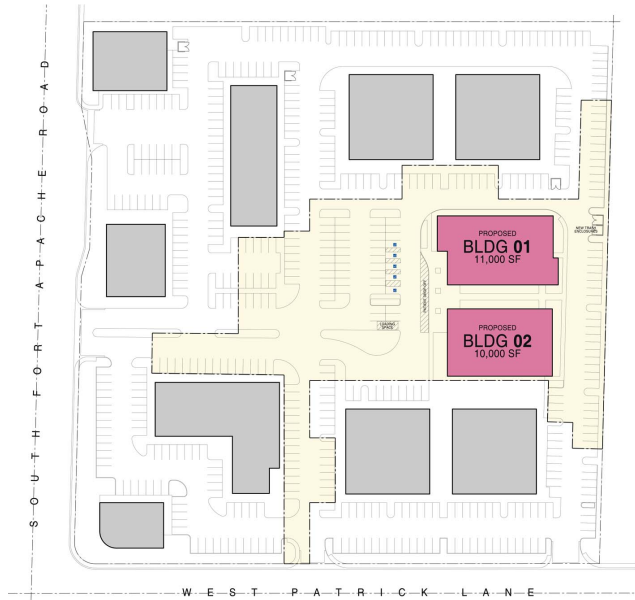 SOUTH FORT APACHE ROAD
PROPOSED
BLDG 01
11,000 SF
NEW TRASH
ENCLOSURES
LOADING
SPACE
PROPOSED
BLDG 02
10,000 SF
WEST PATRICK LANE